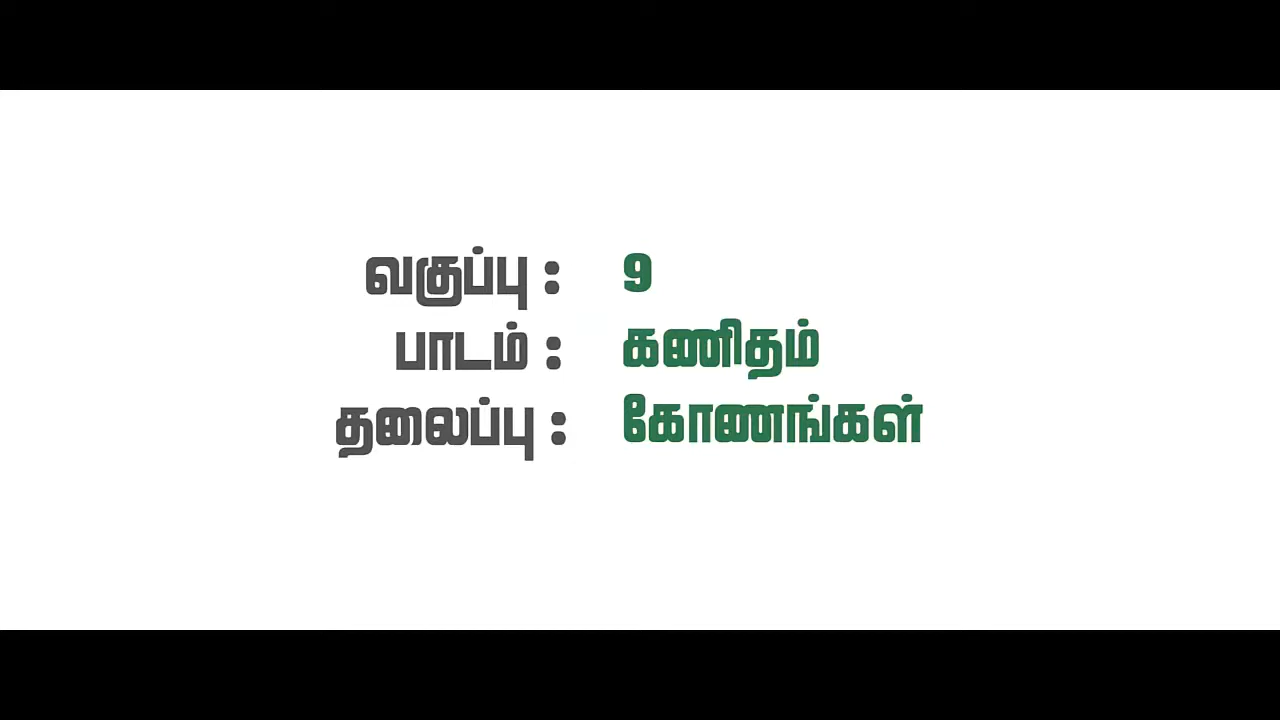 வகுப்பு : 9
பாடம் : கணிதம்
தலைப்பு : கோணங்கள்